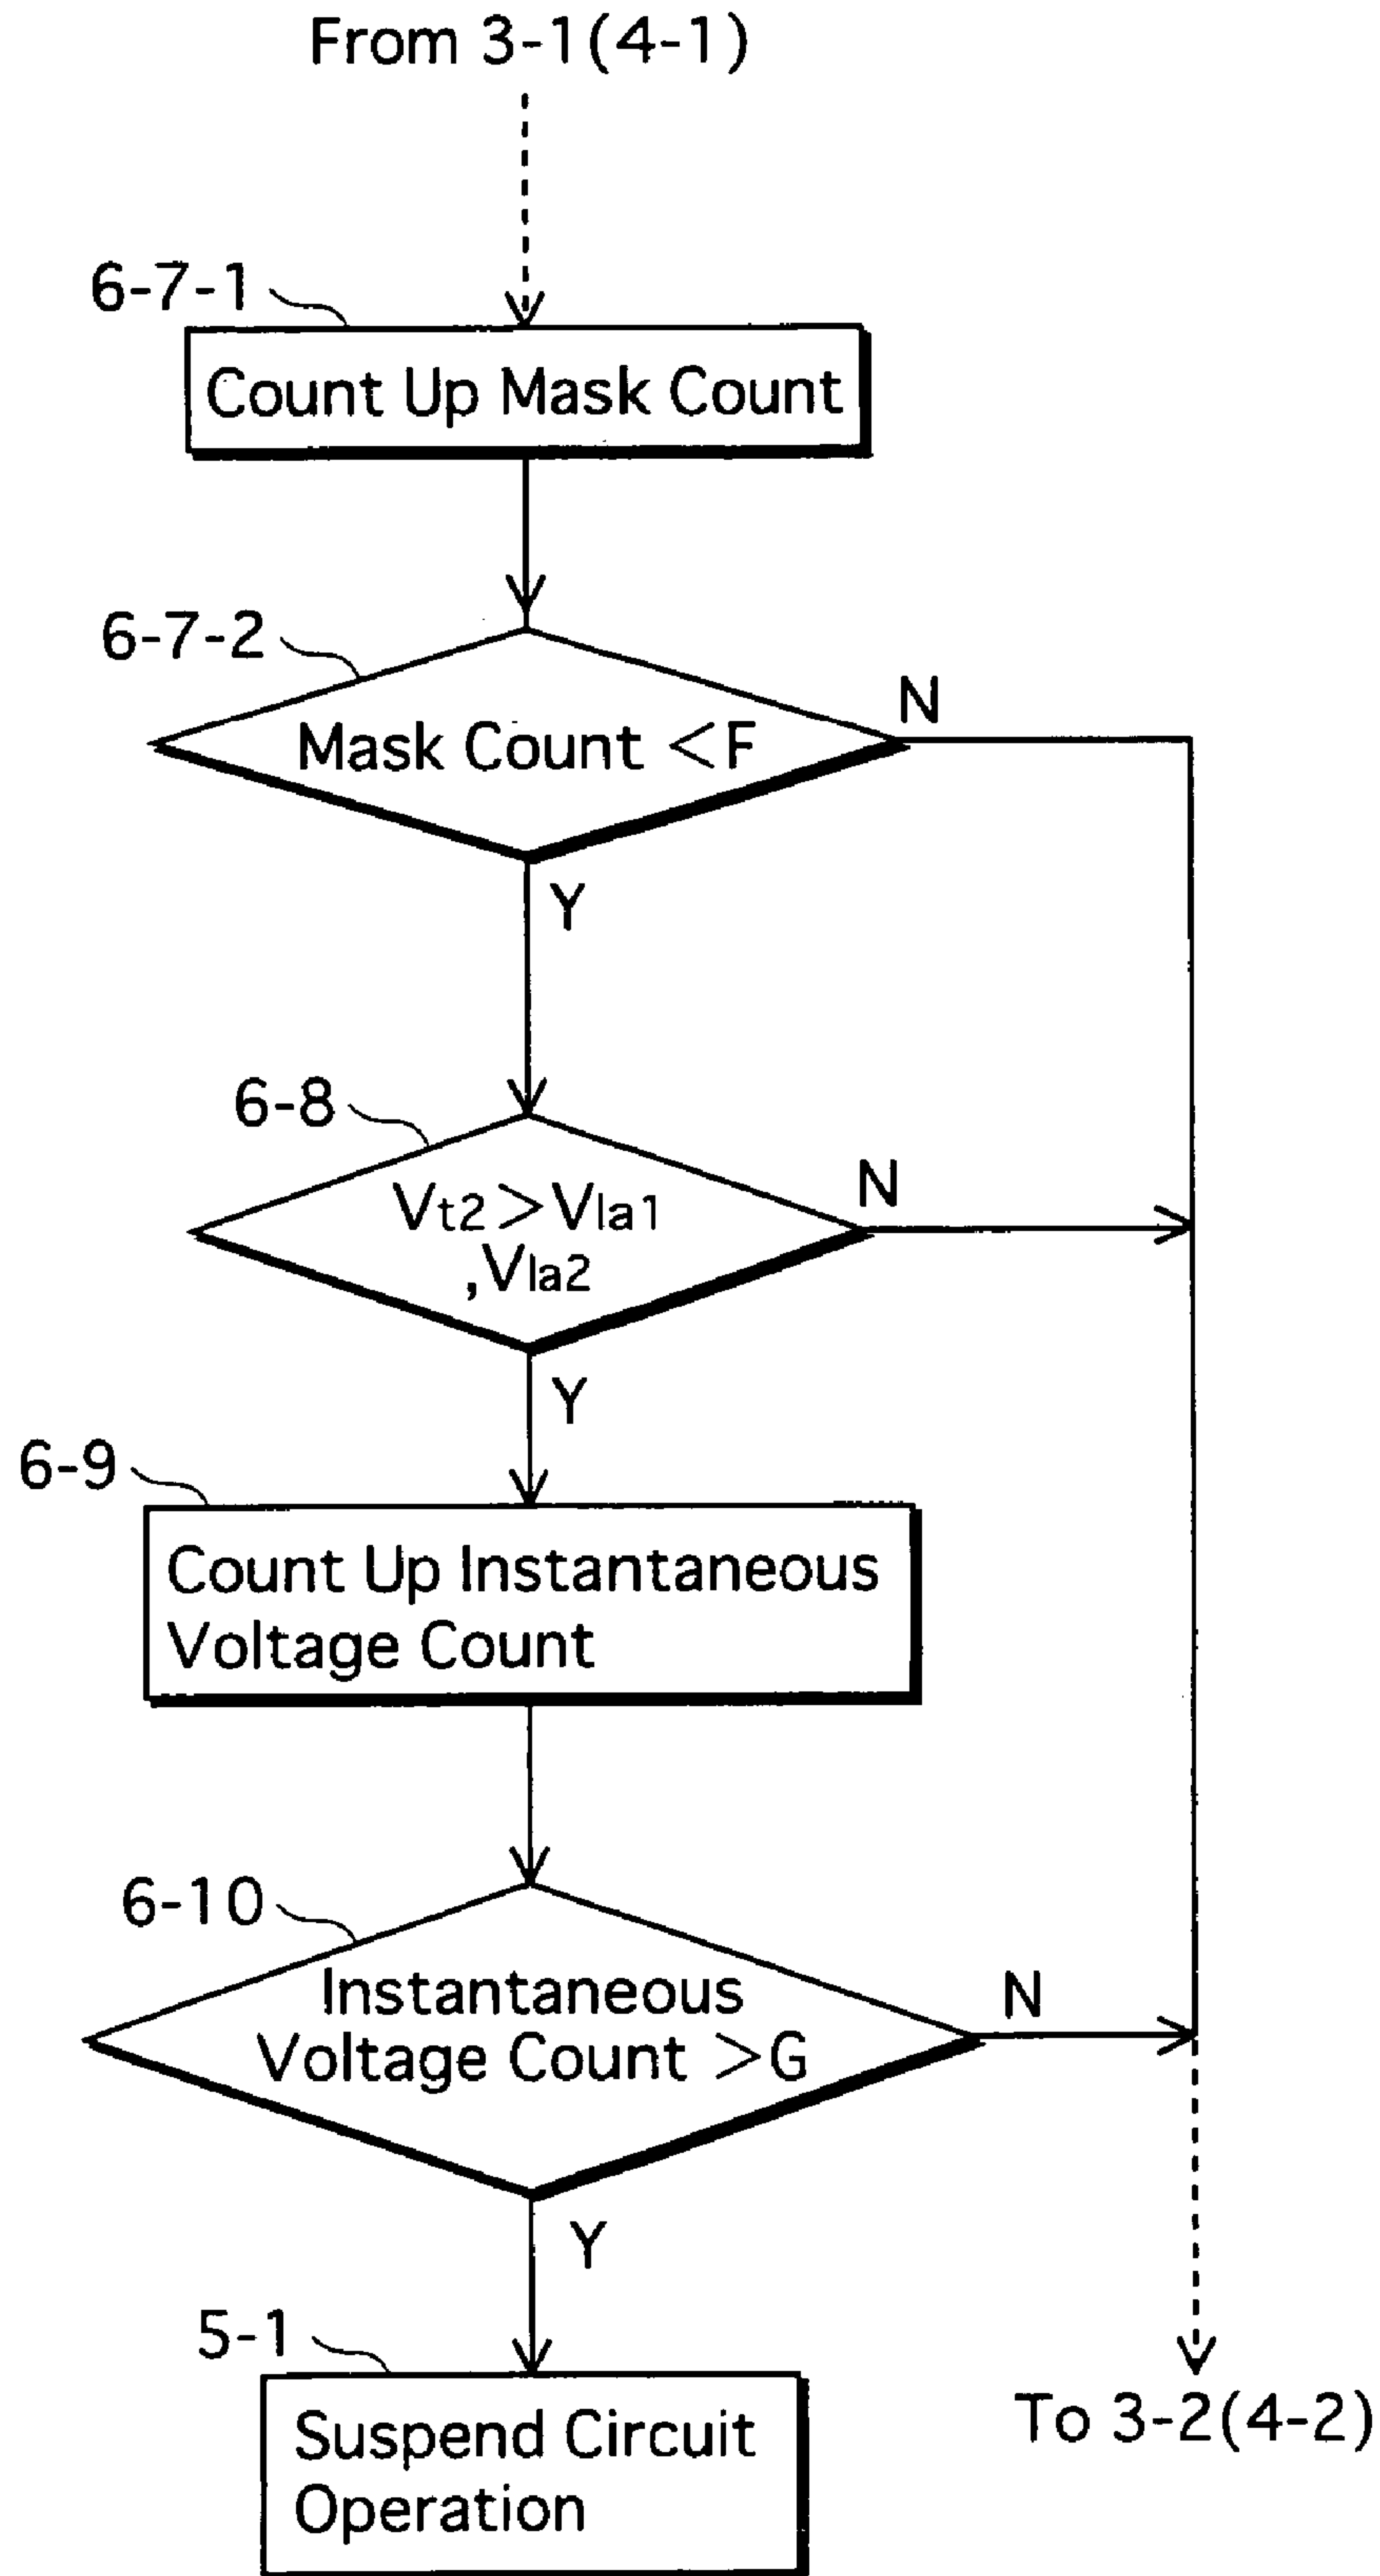 From 3-1(4-1)
6-7-1
Count Up Mask Count
6-7-2
Mask Count <F
N
Y
6-8
Vt2>Vla1
,Vla2
N
Y
6-9
Count Up Instantaneous
Voltage Count
6-10
Instantaneous
Voltage Count >G
N
Y
5-1
Suspend Circuit
Operation
To 3-2(4-2)